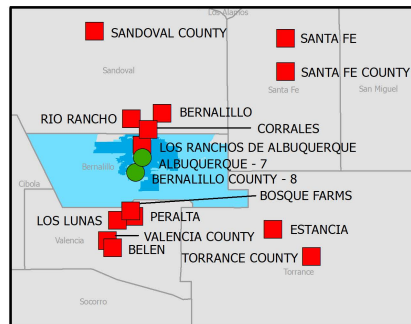 Los Alamos
SANDOVAL COUNTY
SANTA FE
Sandoval
SANTA FE COUNTY
Santa Fe
San Miguel
BERNALILLO
RIO RANCHO
CORRALES
LOS RANCHOS DE ALBUQUERQUE
Bernalillo
ALBUQUERQUE - 7
BERNALILLO COUNTY - 8
Cibola
BOSQUE FARMS
LOS LUNAS
PERALTA
ESTANCIA
Valencia
VALENCIA COUNTY
BELEN
TORRANCE COUNTY
Torrance
Socorro